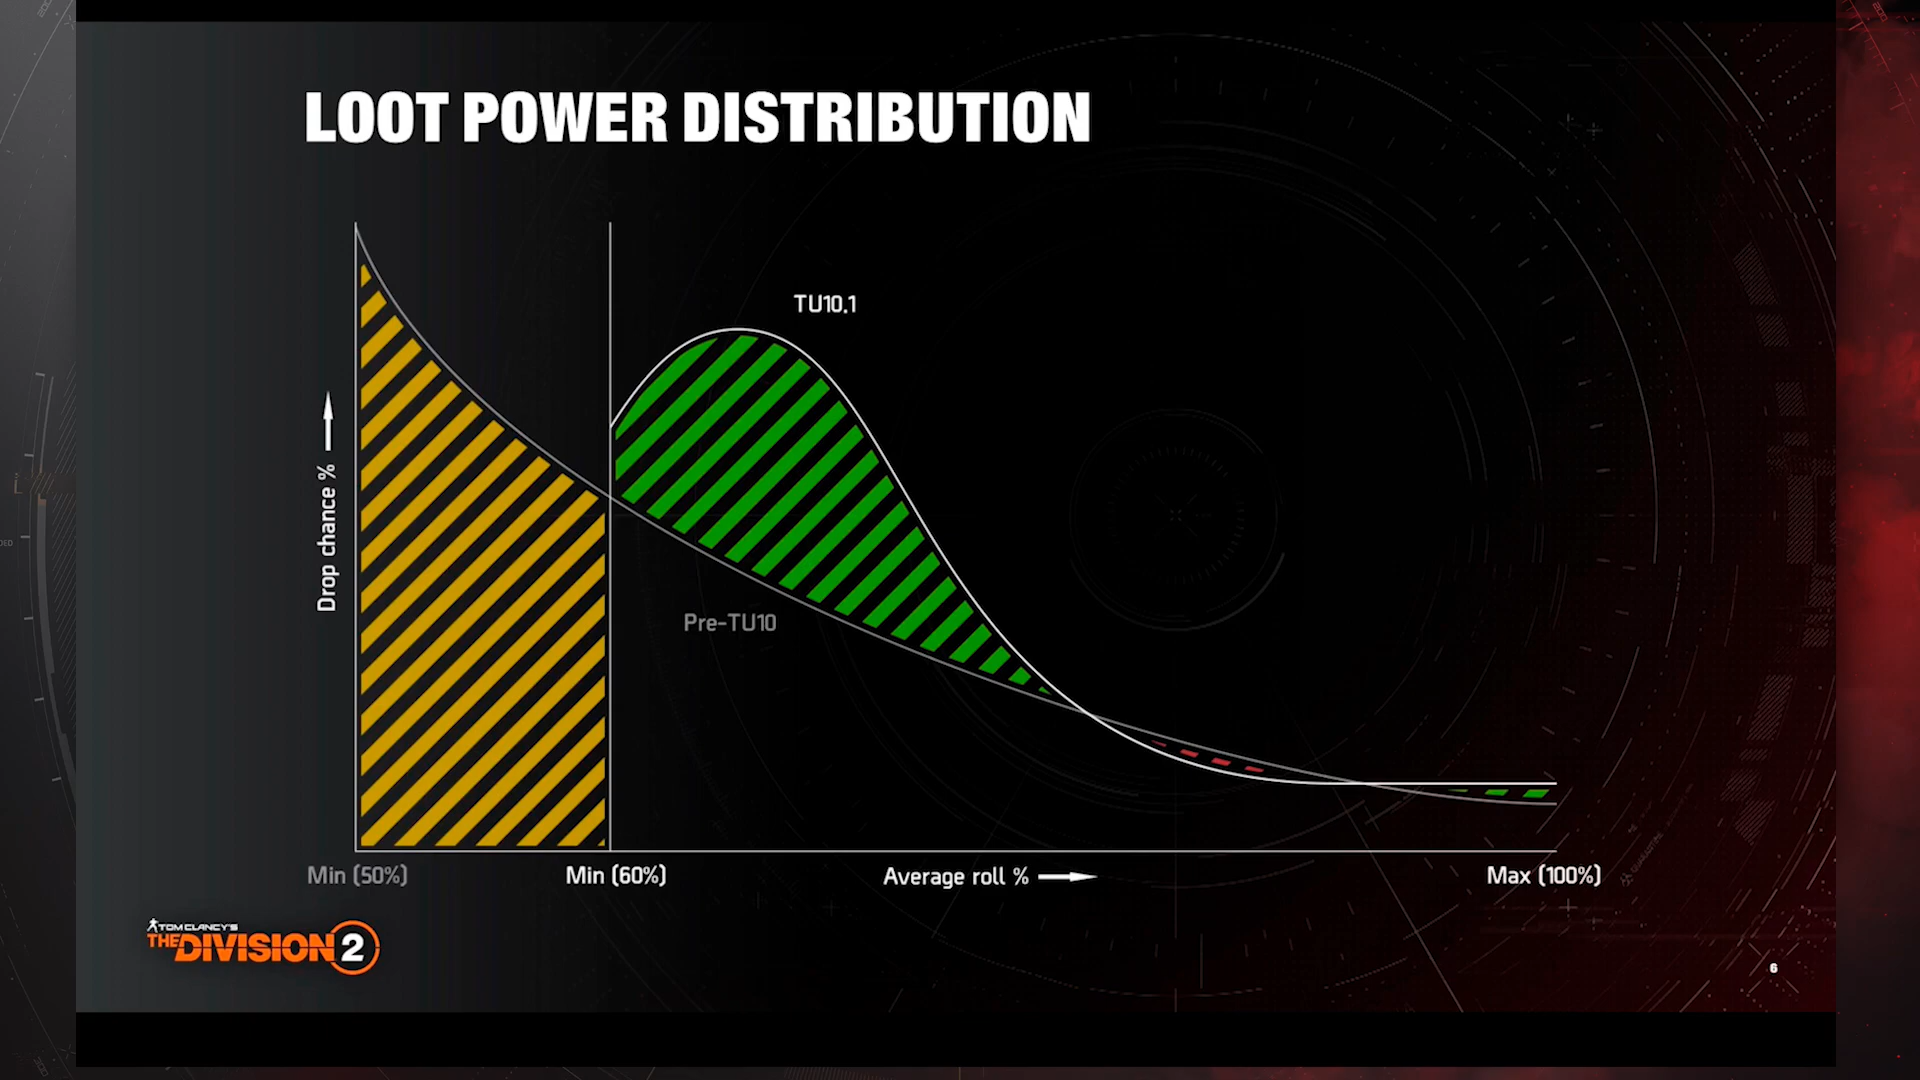 LOOT POWER DISTRIBUTION
TU10.1
Drop chance %
Pre-TU10
Min (50%)
Min (60%)
Average roll %
Max (100%)
TOM CLANCY'S
THE DIVISION 2
6